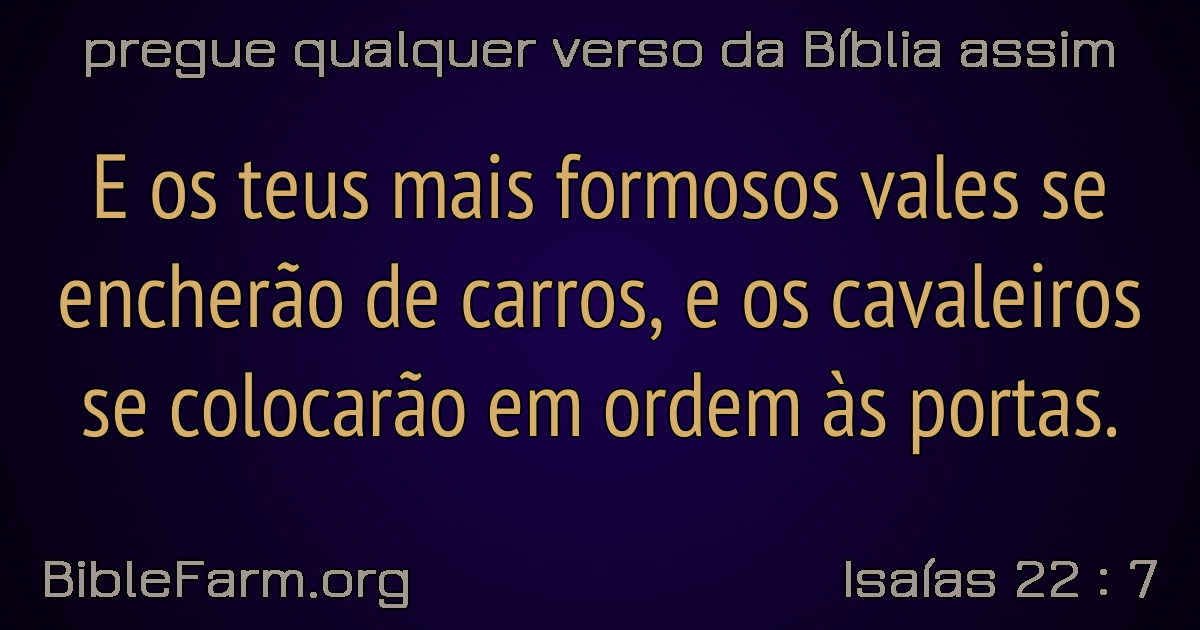 pregue qualquer verso da Bíblia assim
E os teus mais formosos vales se
encherão de carros, e os cavaleiros
se colocarão em ordem às portas.
BibleFarm.org
Isaías 22 : 7